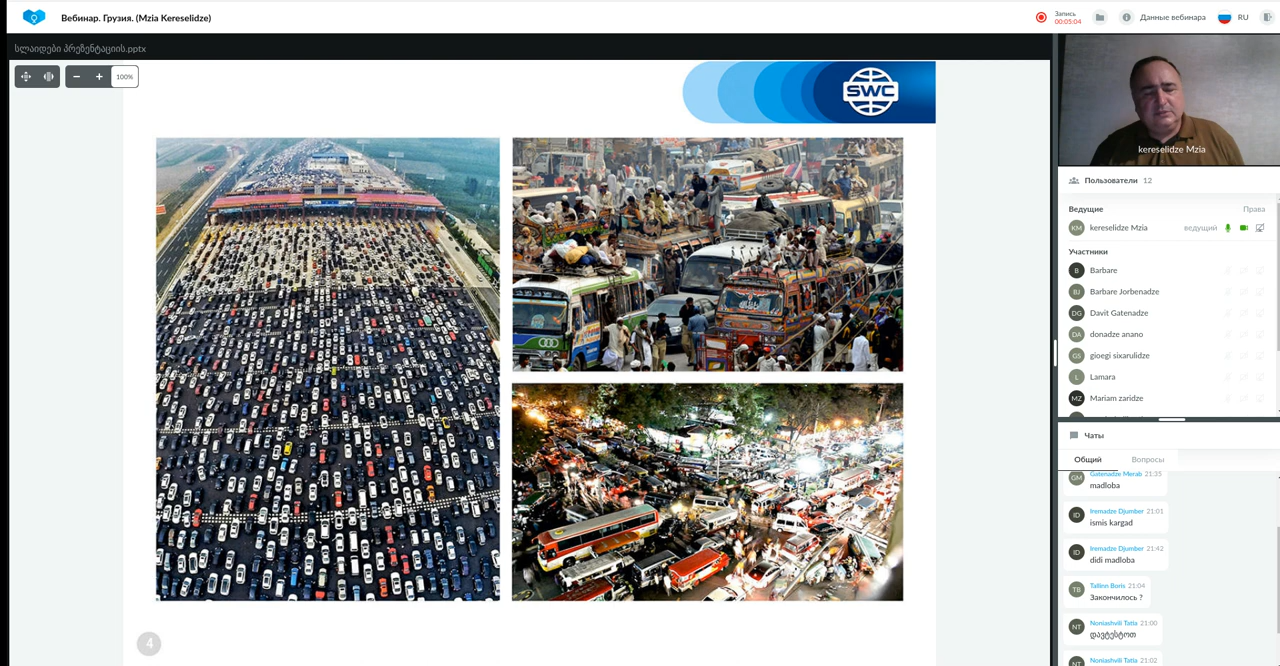 Вебинар. Грузия. (Mzia Kereselidze)
Запись
00:05:04
Данные вебинара
RU
სლაიდები პრეზენტაციის.pptx
100%
SWC
4
kereselidze Mzia
Пользователи 12
Ведущие
Права
KM
kereselidze Mzia
ведущий
Участники
B
Barbare
BJ
Barbare Jorbenadze
DG
Davit Gatenadze
DA
donadze anano
GS
gioegi sixarulidze
L
Lamara
MZ
Mariam zaridze
Чаты
Общий
Вопросы
GM
Gatenadze Merab 21:35
madloba
ID
Iremadze Djumber 21:01
ismis kargad
ID
Iremadze Djumber 21:42
didi madloba
TB
Tallinn Boris 21:04
Закончилось ?
NT
Noniashvili Tatia 21:00
დავტესტოთ
NT
Noniashvili Tatia 21:02